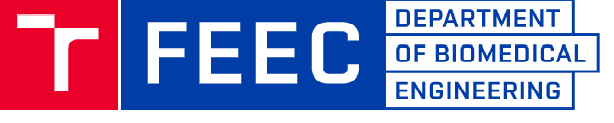 T FEEC
DEPARTMENT
OF BIOMEDICAL
ENGINEERING